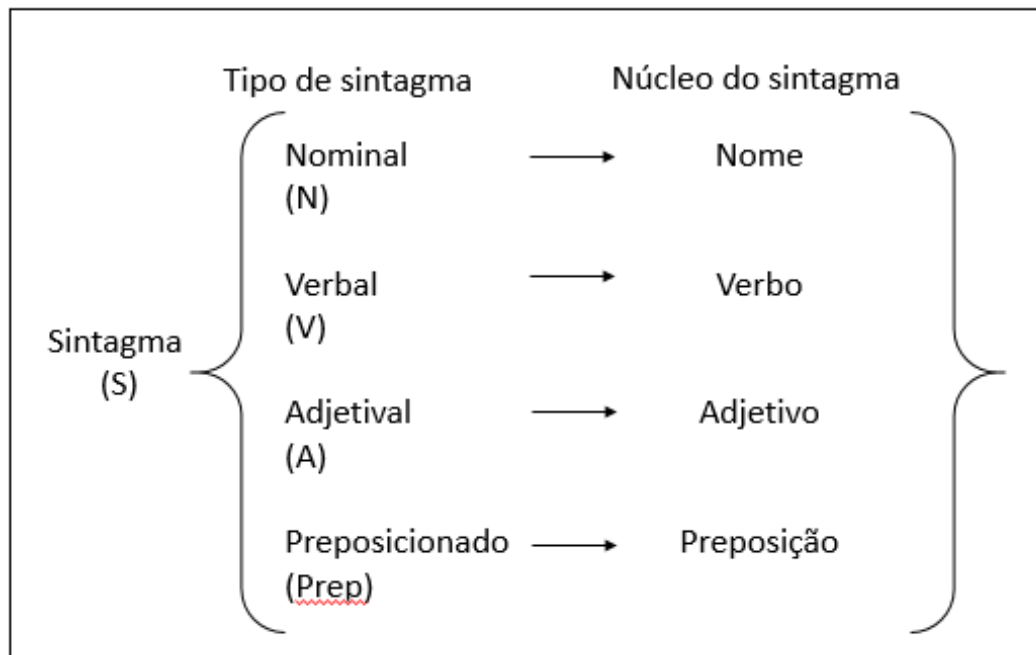 Tipo de sintagma Núcleo do sintagma
Nominal Nome
(N)
Verbal Verbo
(V)
Sintagma
(S)
Adjetival Adjetivo
(A)
Preposicionado Preposição
(Prep)